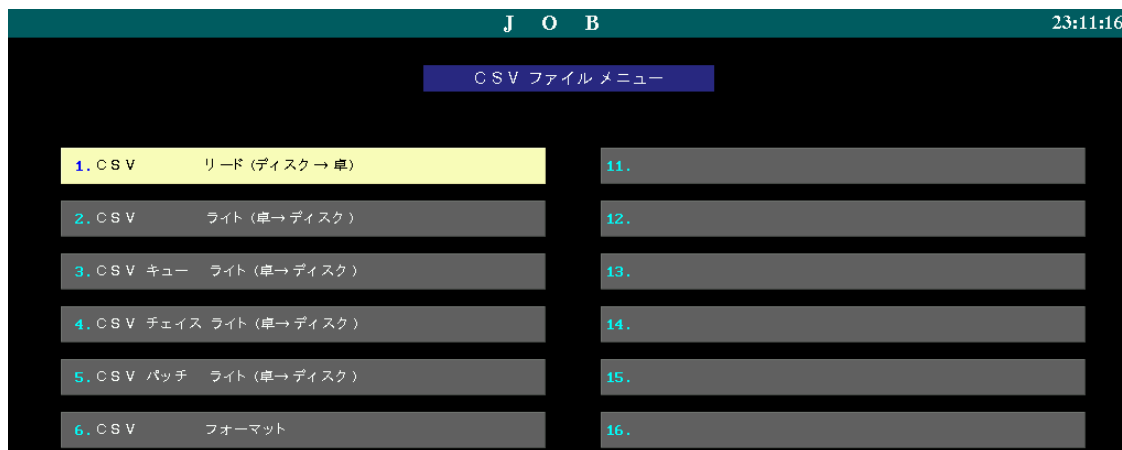 ＪＯＢ 23:11:16
ＣＳＶ ファイル メニュー
1.ＣＳＶ リード (ディスク→卓)
2.ＣＳＶ ライト (卓→ディスク)
3.ＣＳＶ キュー ライト (卓→ディスク)
4.ＣＳＶ チェイス ライト (卓→ディスク)
5.ＣＳＶ パッチ ライト (卓→ディスク)
6.ＣＳＶ フォーマット
11.
12.
13.
14.
15.
16.